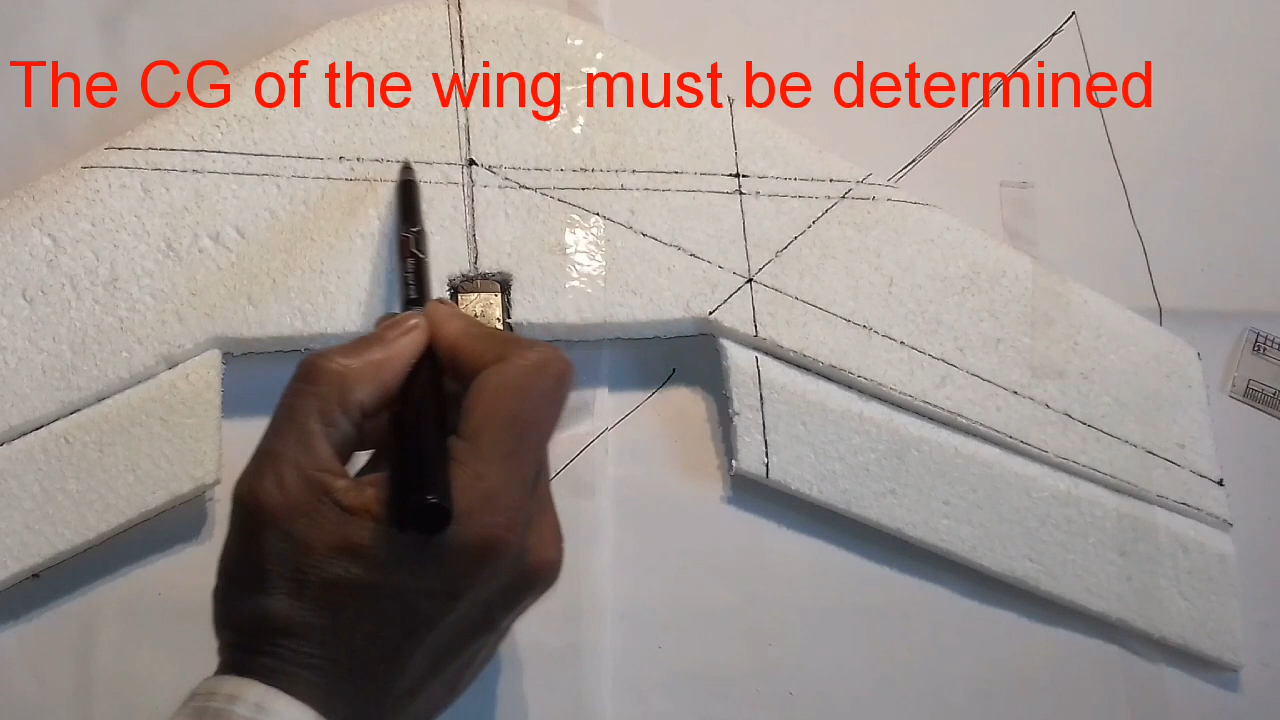 The CG of the wing must be determined